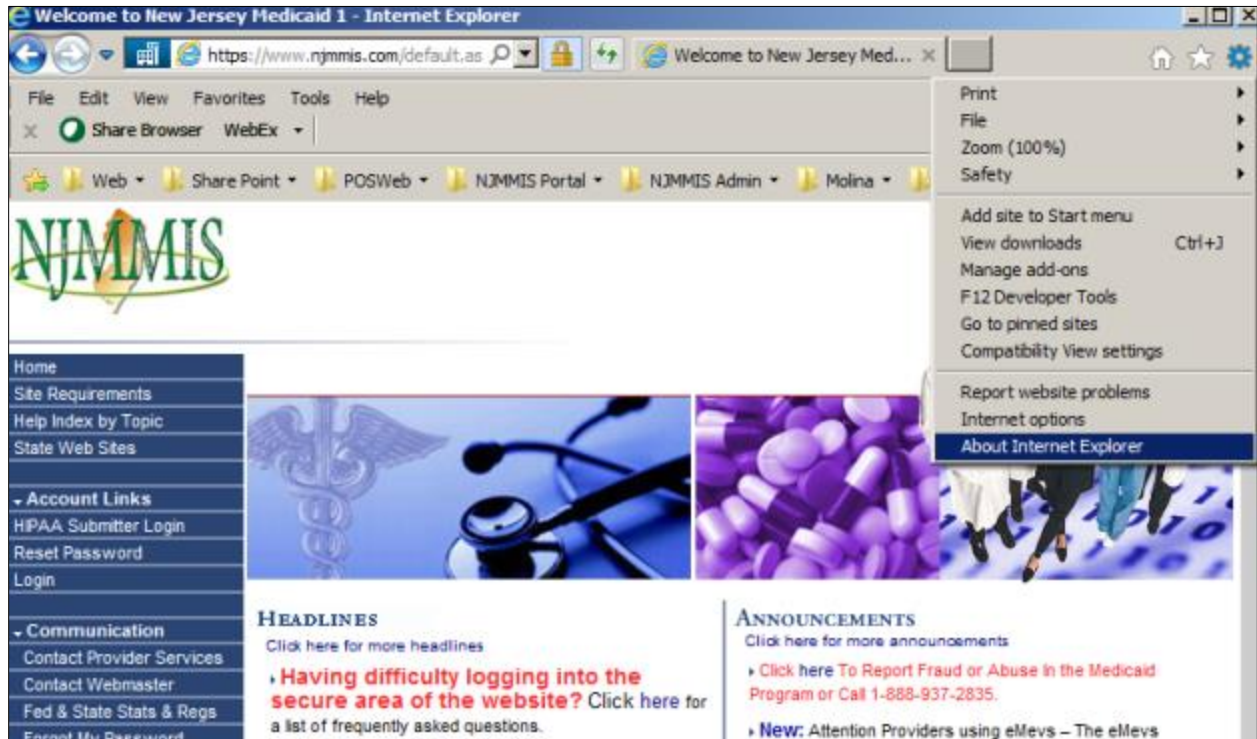 Welcome to New Jersey Medicaid 1 - Internet Explorer
https://www.njmmis.com/default.as
Welcome to New Jersey Med...
File Edit View Favorites Tools Help
x Share Browser WebEx
Web Share Point POSWeb NJMMIS Portal NJMMIS Admin Molina
Print
File
Zoom (100%)
Safety
Add site to Start menu
View downloads Ctrl+J
Manage add-ons
F12 Developer Tools
Go to pinned sites
Compatibility View settings
Report website problems
Internet options
About Internet Explorer
NJMMIS
Home
Site Requirements
Help Index by Topic
State Web Sites
Account Links
HIPAA Submitter Login
Reset Password
Login
Communication
Contact Provider Services
Contact Webmaster
Fed & State Stats & Regs
Forgot My Password
HEADLINES
Click here for more headlines
Having difficulty logging into the
secure area of the website? Click here for
a list of frequently asked questions.
ANNOUNCEMENTS
Click here for more announcements
Click here To Report Fraud or Abuse in the Medicaid
Program or Call 1-888-937-2835.
New: Attention Providers using eMevs – The eMevs